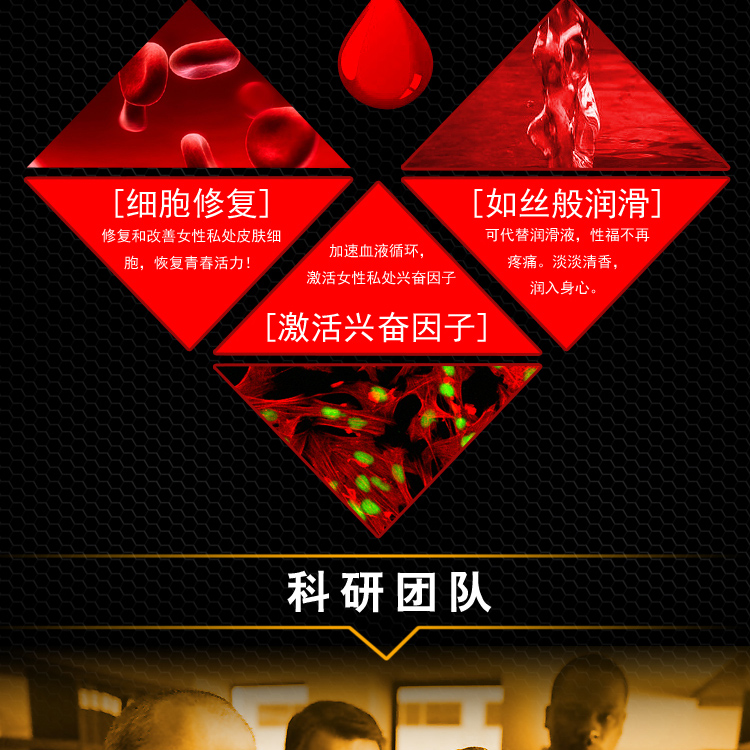 [细胞修复]
修复和改善女性私处皮肤细
胞，恢复青春活力！
加速血液循环，
激活女性私处兴奋因子
[激活兴奋因子]
[如丝般润滑]
可代替润滑液，性福不再
疼痛。淡淡清香，
润入身心。
科研团队